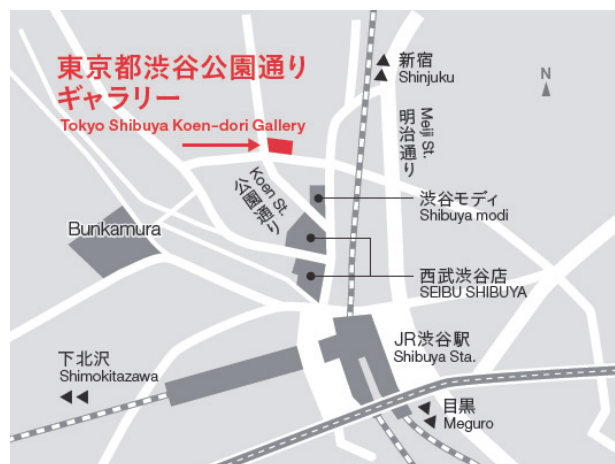 東京都渋谷公園通り
ギャラリー
Tokyo Shibuya Koen-dori Gallery
新宿
Shinjuku
N
Meiji St.
明治通り
Koen St.
公園通り
渋谷モディ
Shibuya modi
Bunkamura
西武渋谷店
SEIBU SHIBUYA
JR渋谷駅
Shibuya Sta.
下北沢
Shimokitazawa
目黒
Meguro